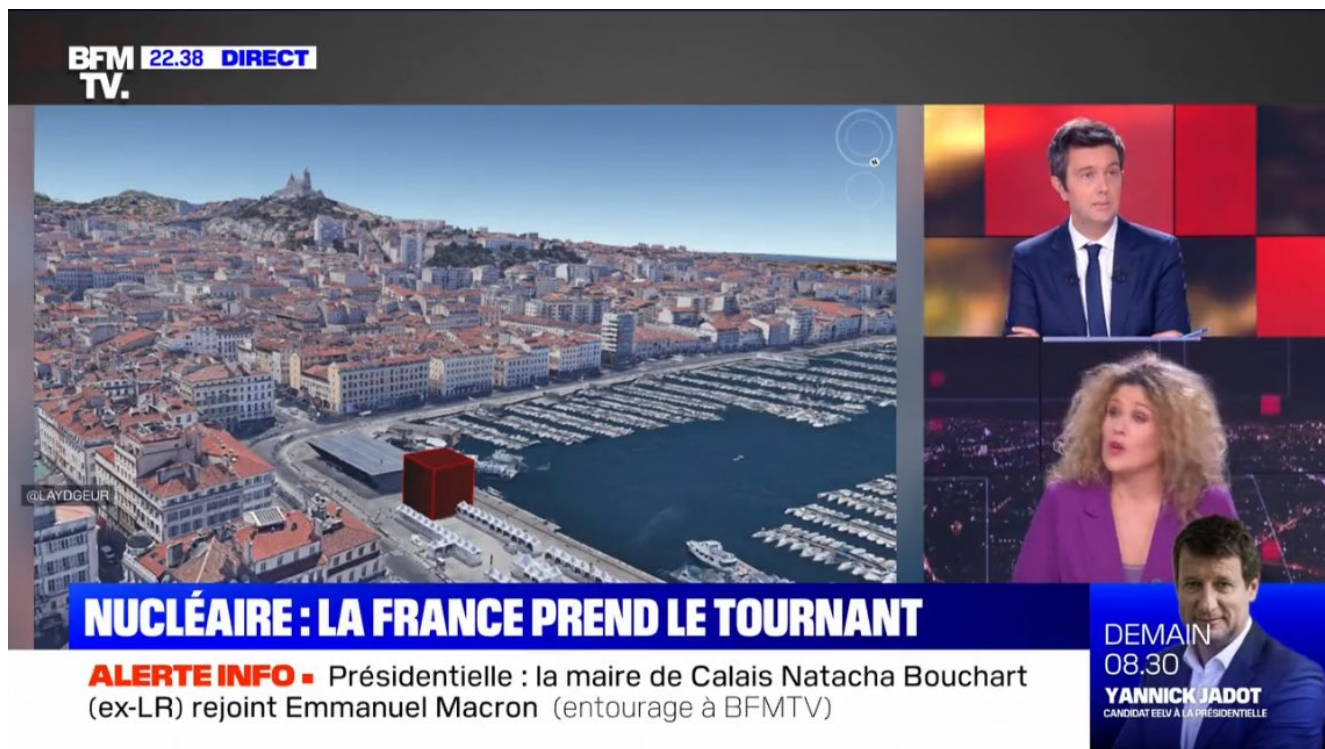 BFM
TV.
22.38 DIRECT
@LAYDGEUR
NUCLÉAIRE : LA FRANCE PREND LE TOURNANT
ALERTE INFO ▪ Présidentielle : la maire de Calais Natacha Bouchart
(ex-LR) rejoint Emmanuel Macron (entourage à BFMTV)
DEMAIN
08.30
YANNICK JADOT
CANDIDAT EELV À LA PRÉSIDENTIELLE